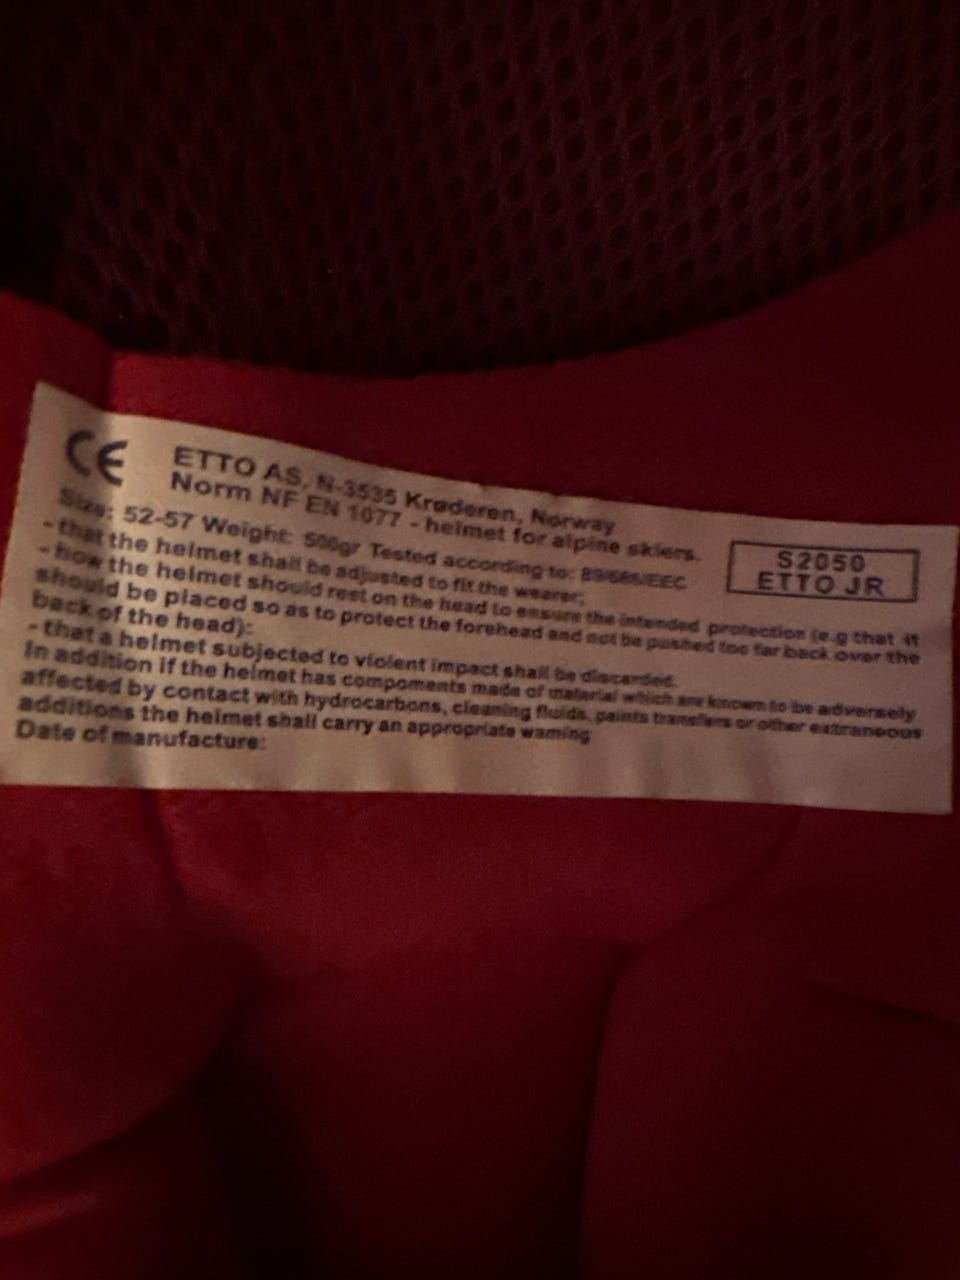 CE
ETTO AS, N-3535 Krøderen, Norway
Norm NF EN 1077 - helmet for alpine skiers.
Size: 52-57 Weight: 500gr Tested according to: 89/686/EEC
S2050
ETTO JR
- that the helmet shall be adjusted to fit the wearer;
- how the helmet should rest on the head to ensure the intended protection (e.g that it
should be placed so as to protect the forehead and not be pushed too far back over the
back of the head):
- that a helmet subjected to violent impact shall be discarded.
In addition if the helmet has compoments made of material which are known to be adversely
affected by contact with hydrocarbons, cleaning fluids, paints transfers or other extraneous
additions the helmet shall carry an appropriate warning
Date of manufacture: